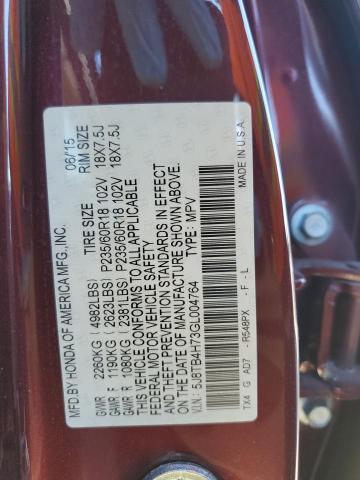 MFD.BY HONDA OF AMERICA MFG., INC. 06/15
TIRE SIZE RIM SIZE
GVWR 2260KG (4982LBS)
GAWR F 1190KG (2623LBS) P235/60R18 102V 18X7.5J
GAWR R 1080KG (2381LBS) P235/60R18 102V 18X7.5J
THIS VEHICLE CONFORMS TO ALL APPLICABLE
FEDERAL MOTOR VEHICLE SAFETY, BUMPER,
AND THEFT PREVENTION STANDARDS IN EFFECT
ON THE DATE OF MANUFACTURE SHOWN ABOVE.
V.I.N.: 5J8TB4H73GL004764 TYPE: MPV
TX4 G AD7 - R548PX - F - L MADE IN U.S.A.